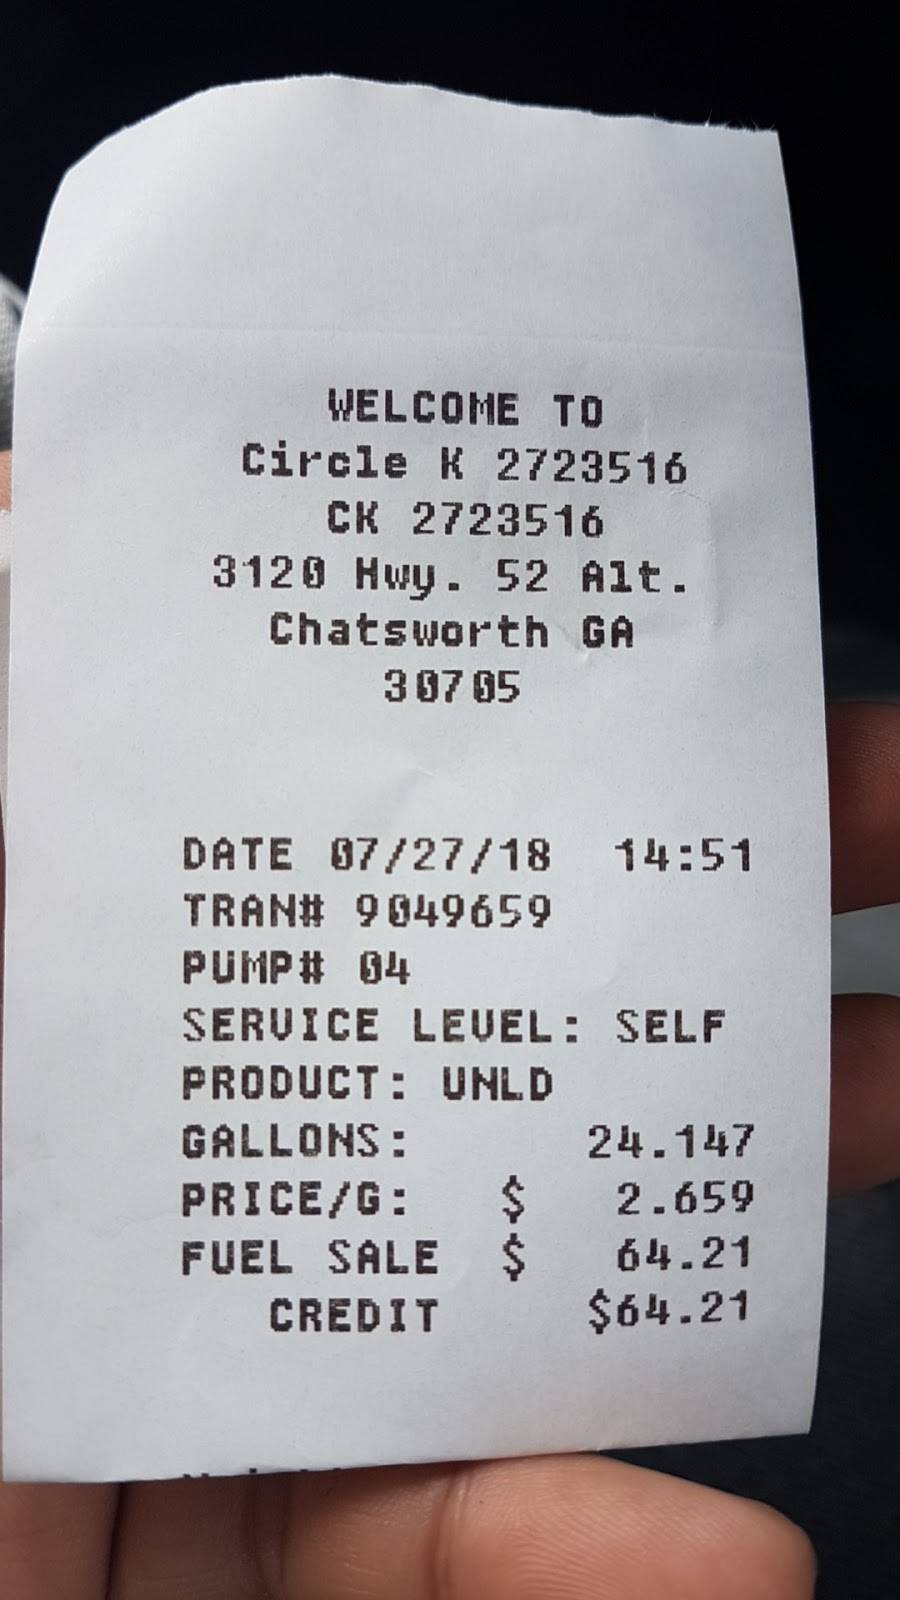 WELCOME TO
Circle K 2723516
CK 2723516
3120 Hwy. 52 Alt.
Chatsworth GA
30705
DATE 07/27/18 14:51
TRAN# 9049659
PUMP# 04
SERVICE LEVEL: SELF
PRODUCT: UNLD
GALLONS: 24.147
PRICE/G: $ 2.659
FUEL SALE $ 64.21
CREDIT $64.21